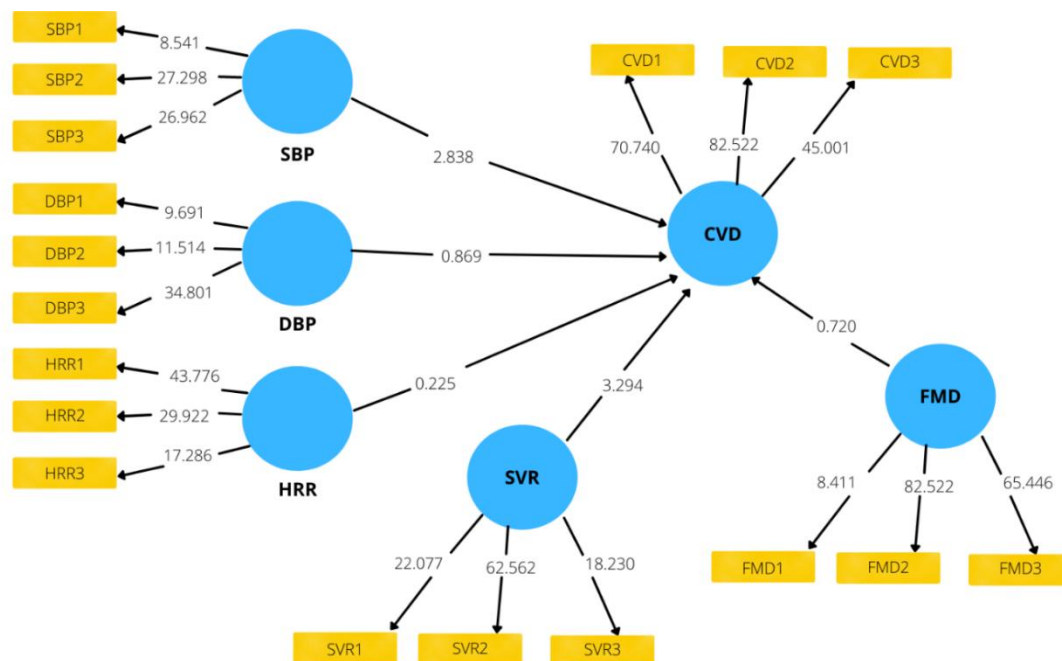 SBP1
8.541
SBP2
27.298
SBP3
26.962
SBP
2.838
CVD1
CVD2
CVD3
70.740
82.522
45.001
CVD
DBP1
9.691
DBP2
11.514
DBP3
34.801
DBP
0.869
HRR1
43.776
HRR2
29.922
HRR3
17.286
HRR
0.225
3.294
SVR
22.077
62.562
18.230
SVR1
SVR2
SVR3
0.720
FMD
8.411
82.522
65.446
FMD1
FMD2
FMD3